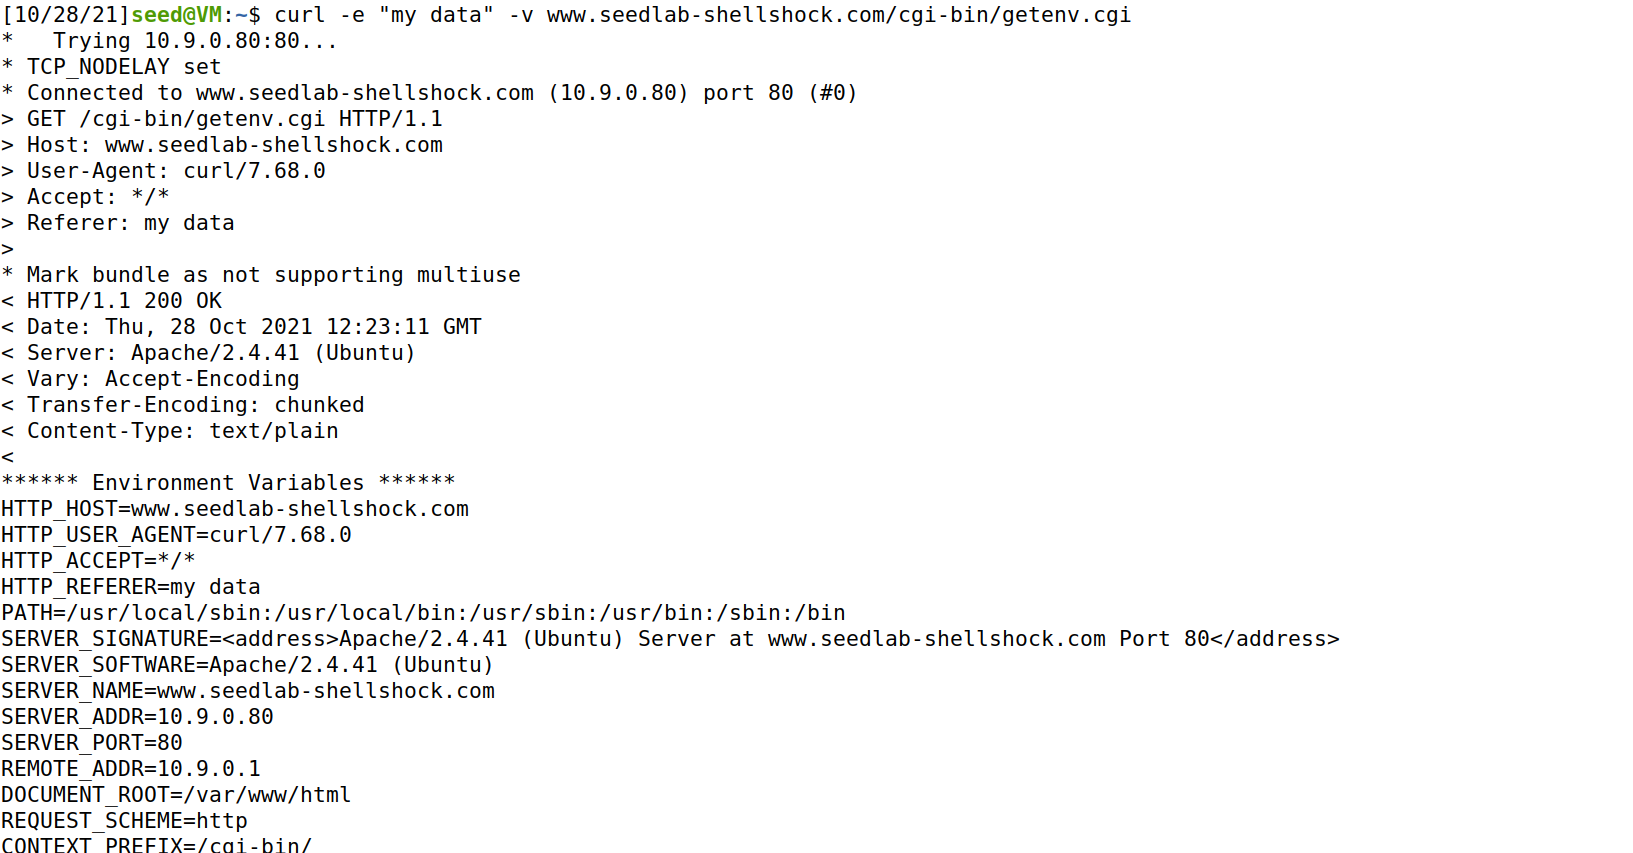 [10/28/21]seed@VM:~$ curl -e "my data" -v www.seedlab-shellshock.com/cgi-bin/getenv.cgi
*   Trying 10.9.0.80:80...
* TCP_NODELAY set
* Connected to www.seedlab-shellshock.com (10.9.0.80) port 80 (#0)
> GET /cgi-bin/getenv.cgi HTTP/1.1
> Host: www.seedlab-shellshock.com
> User-Agent: curl/7.68.0
> Accept: */*
> Referer: my data
>
* Mark bundle as not supporting multiuse
< HTTP/1.1 200 OK
< Date: Thu, 28 Oct 2021 12:23:11 GMT
< Server: Apache/2.4.41 (Ubuntu)
< Vary: Accept-Encoding
< Transfer-Encoding: chunked
< Content-Type: text/plain
<
****** Environment Variables ******
HTTP_HOST=www.seedlab-shellshock.com
HTTP_USER_AGENT=curl/7.68.0
HTTP_ACCEPT=*/*
HTTP_REFERER=my data
PATH=/usr/local/sbin:/usr/local/bin:/usr/sbin:/usr/bin:/sbin:/bin
SERVER_SIGNATURE=<address>Apache/2.4.41 (Ubuntu) Server at www.seedlab-shellshock.com Port 80</address>
SERVER_SOFTWARE=Apache/2.4.41 (Ubuntu)
SERVER_NAME=www.seedlab-shellshock.com
SERVER_ADDR=10.9.0.80
SERVER_PORT=80
REMOTE_ADDR=10.9.0.1
DOCUMENT_ROOT=/var/www/html
REQUEST_SCHEME=http
CONTEXT_PREFIX=/cgi-bin/